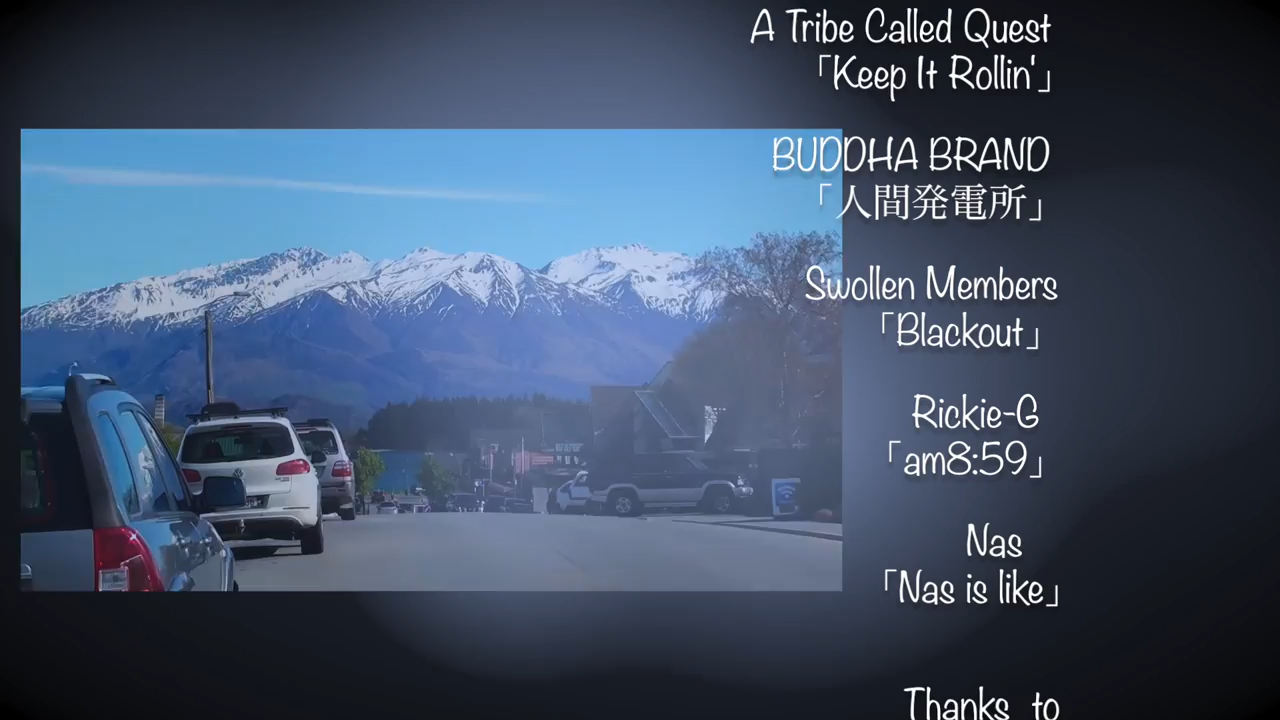 A Tribe Called Quest
「Keep It Rollin'」
BUDDHA BRAND
「人間発電所」
Swollen Members
「Blackout」
Rickie-G
「am8:59」
Nas
「Nas is like」
Thanks to